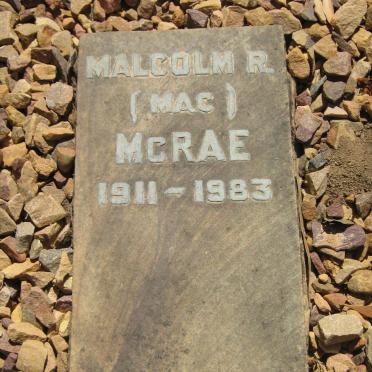 MALCOLM R.
(MAC)
McRAE
1911 - 1983